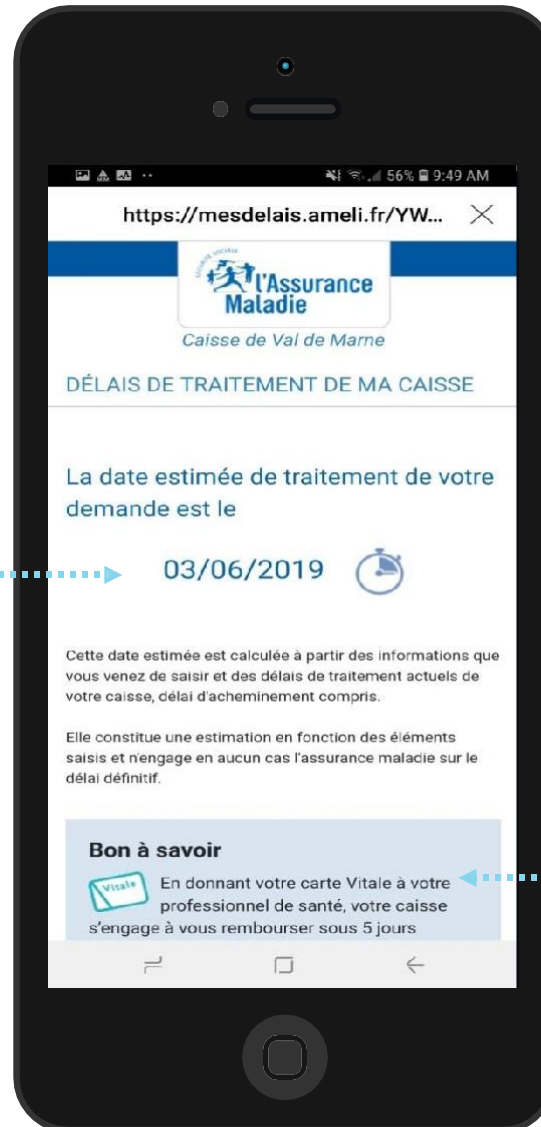 56% 9:49 AM
https://mesdelais.ameli.fr/YW...
SÉCURITÉ SOCIALE
l'Assurance
Maladie
Caisse de Val de Marne
DÉLAIS DE TRAITEMENT DE MA CAISSE
La date estimée de traitement de votre
demande est le
03/06/2019
Cette date estimée est calculée à partir des informations que
vous venez de saisir et des délais de traitement actuels de
votre caisse, délai d'acheminement compris.
Elle constitue une estimation en fonction des éléments
saisis et n'engage en aucun cas l'assurance maladie sur le
délai définitif.
Bon à savoir
Vitale
En donnant votre carte Vitale à votre
professionnel de santé, votre caisse
s'engage à vous rembourser sous 5 jours